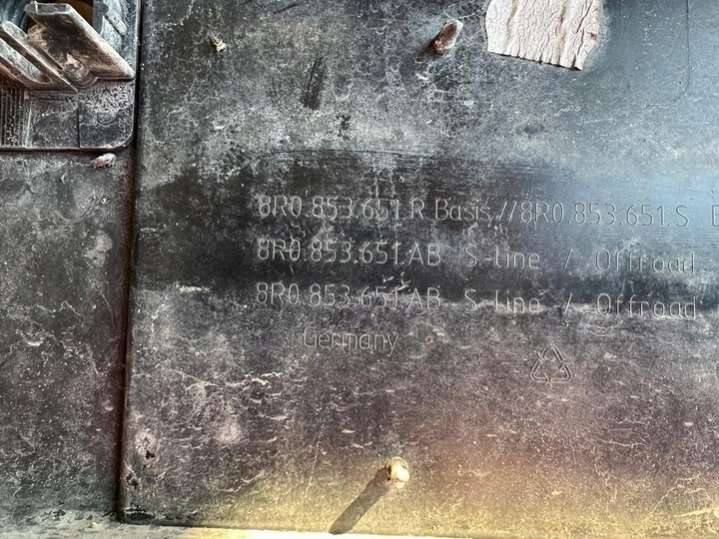 8R0.853.651.R Basis//8R0.853.651.S
8R0.853.651.AB S-line / Offroad
8R0.853.651.AB S-line / Offroad
Germany